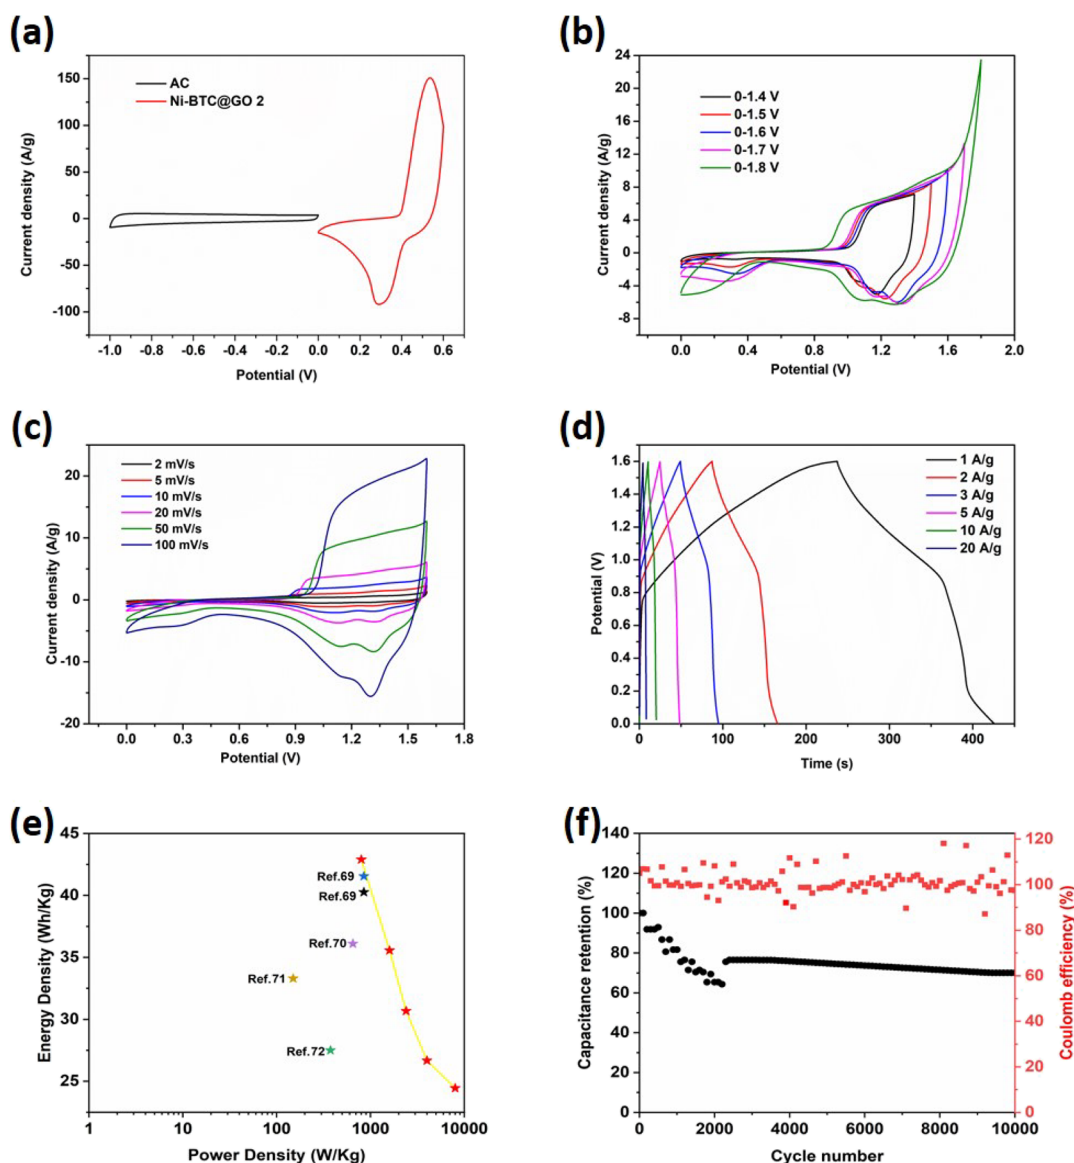 (a)
150
100
50
0
-50
-100
-1.0 -0.8 -0.6 -0.4 -0.2 0.0 0.2 0.4 0.6
Current density (A/g)
Potential (V)
AC
Ni-BTC@GO 2
(b)
24
20
16
12
8
4
0
-4
-8
0.0 0.4 0.8 1.2 1.6 2.0
Current density (A/g)
Potential (V)
0-1.4 V
0-1.5 V
0-1.6 V
0-1.7 V
0-1.8 V
(c)
20
10
0
-10
-20
0.0 0.3 0.6 0.9 1.2 1.5 1.8
Current density (A/g)
Potential (V)
2 mV/s
5 mV/s
10 mV/s
20 mV/s
50 mV/s
100 mV/s
(d)
1.6
1.4
1.2
1.0
0.8
0.6
0.4
0.2
0.0
0 100 200 300 400
Potential (V)
Time (s)
1 A/g
2 A/g
3 A/g
5 A/g
10 A/g
20 A/g
(e)
45
40
35
30
25
1 10 100 1000 10000
Energy Density (Wh/Kg)
Power Density (W/Kg)
Ref.69
Ref.69
Ref.70
Ref.71
Ref.72
(f)
140
120
100
80
60
40
20
0
0 2000 4000 6000 8000 10000
Capacitance retention (%)
Cycle number
120
100
80
60
40
20
0
Coulomb efficiency (%)